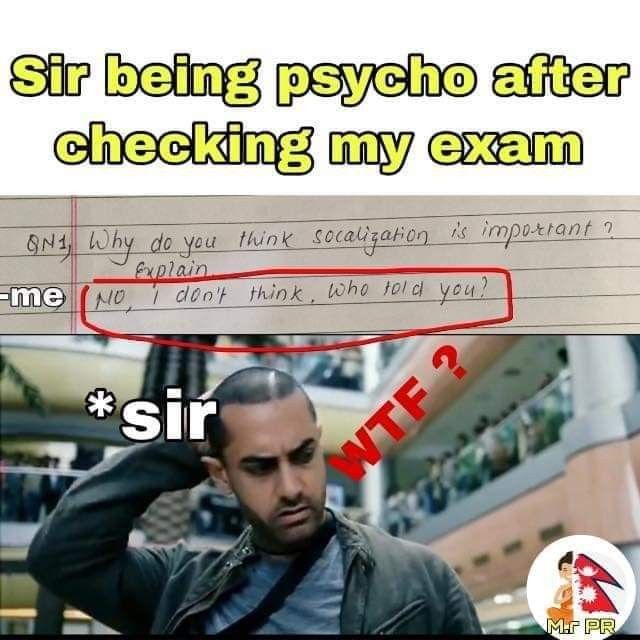 Sir being psycho after
checking my exam
QN1, Why do you think socalization is important?
Explain.
-me NO, I don't think, who told you?
*sir
WTF ?
M.r PR